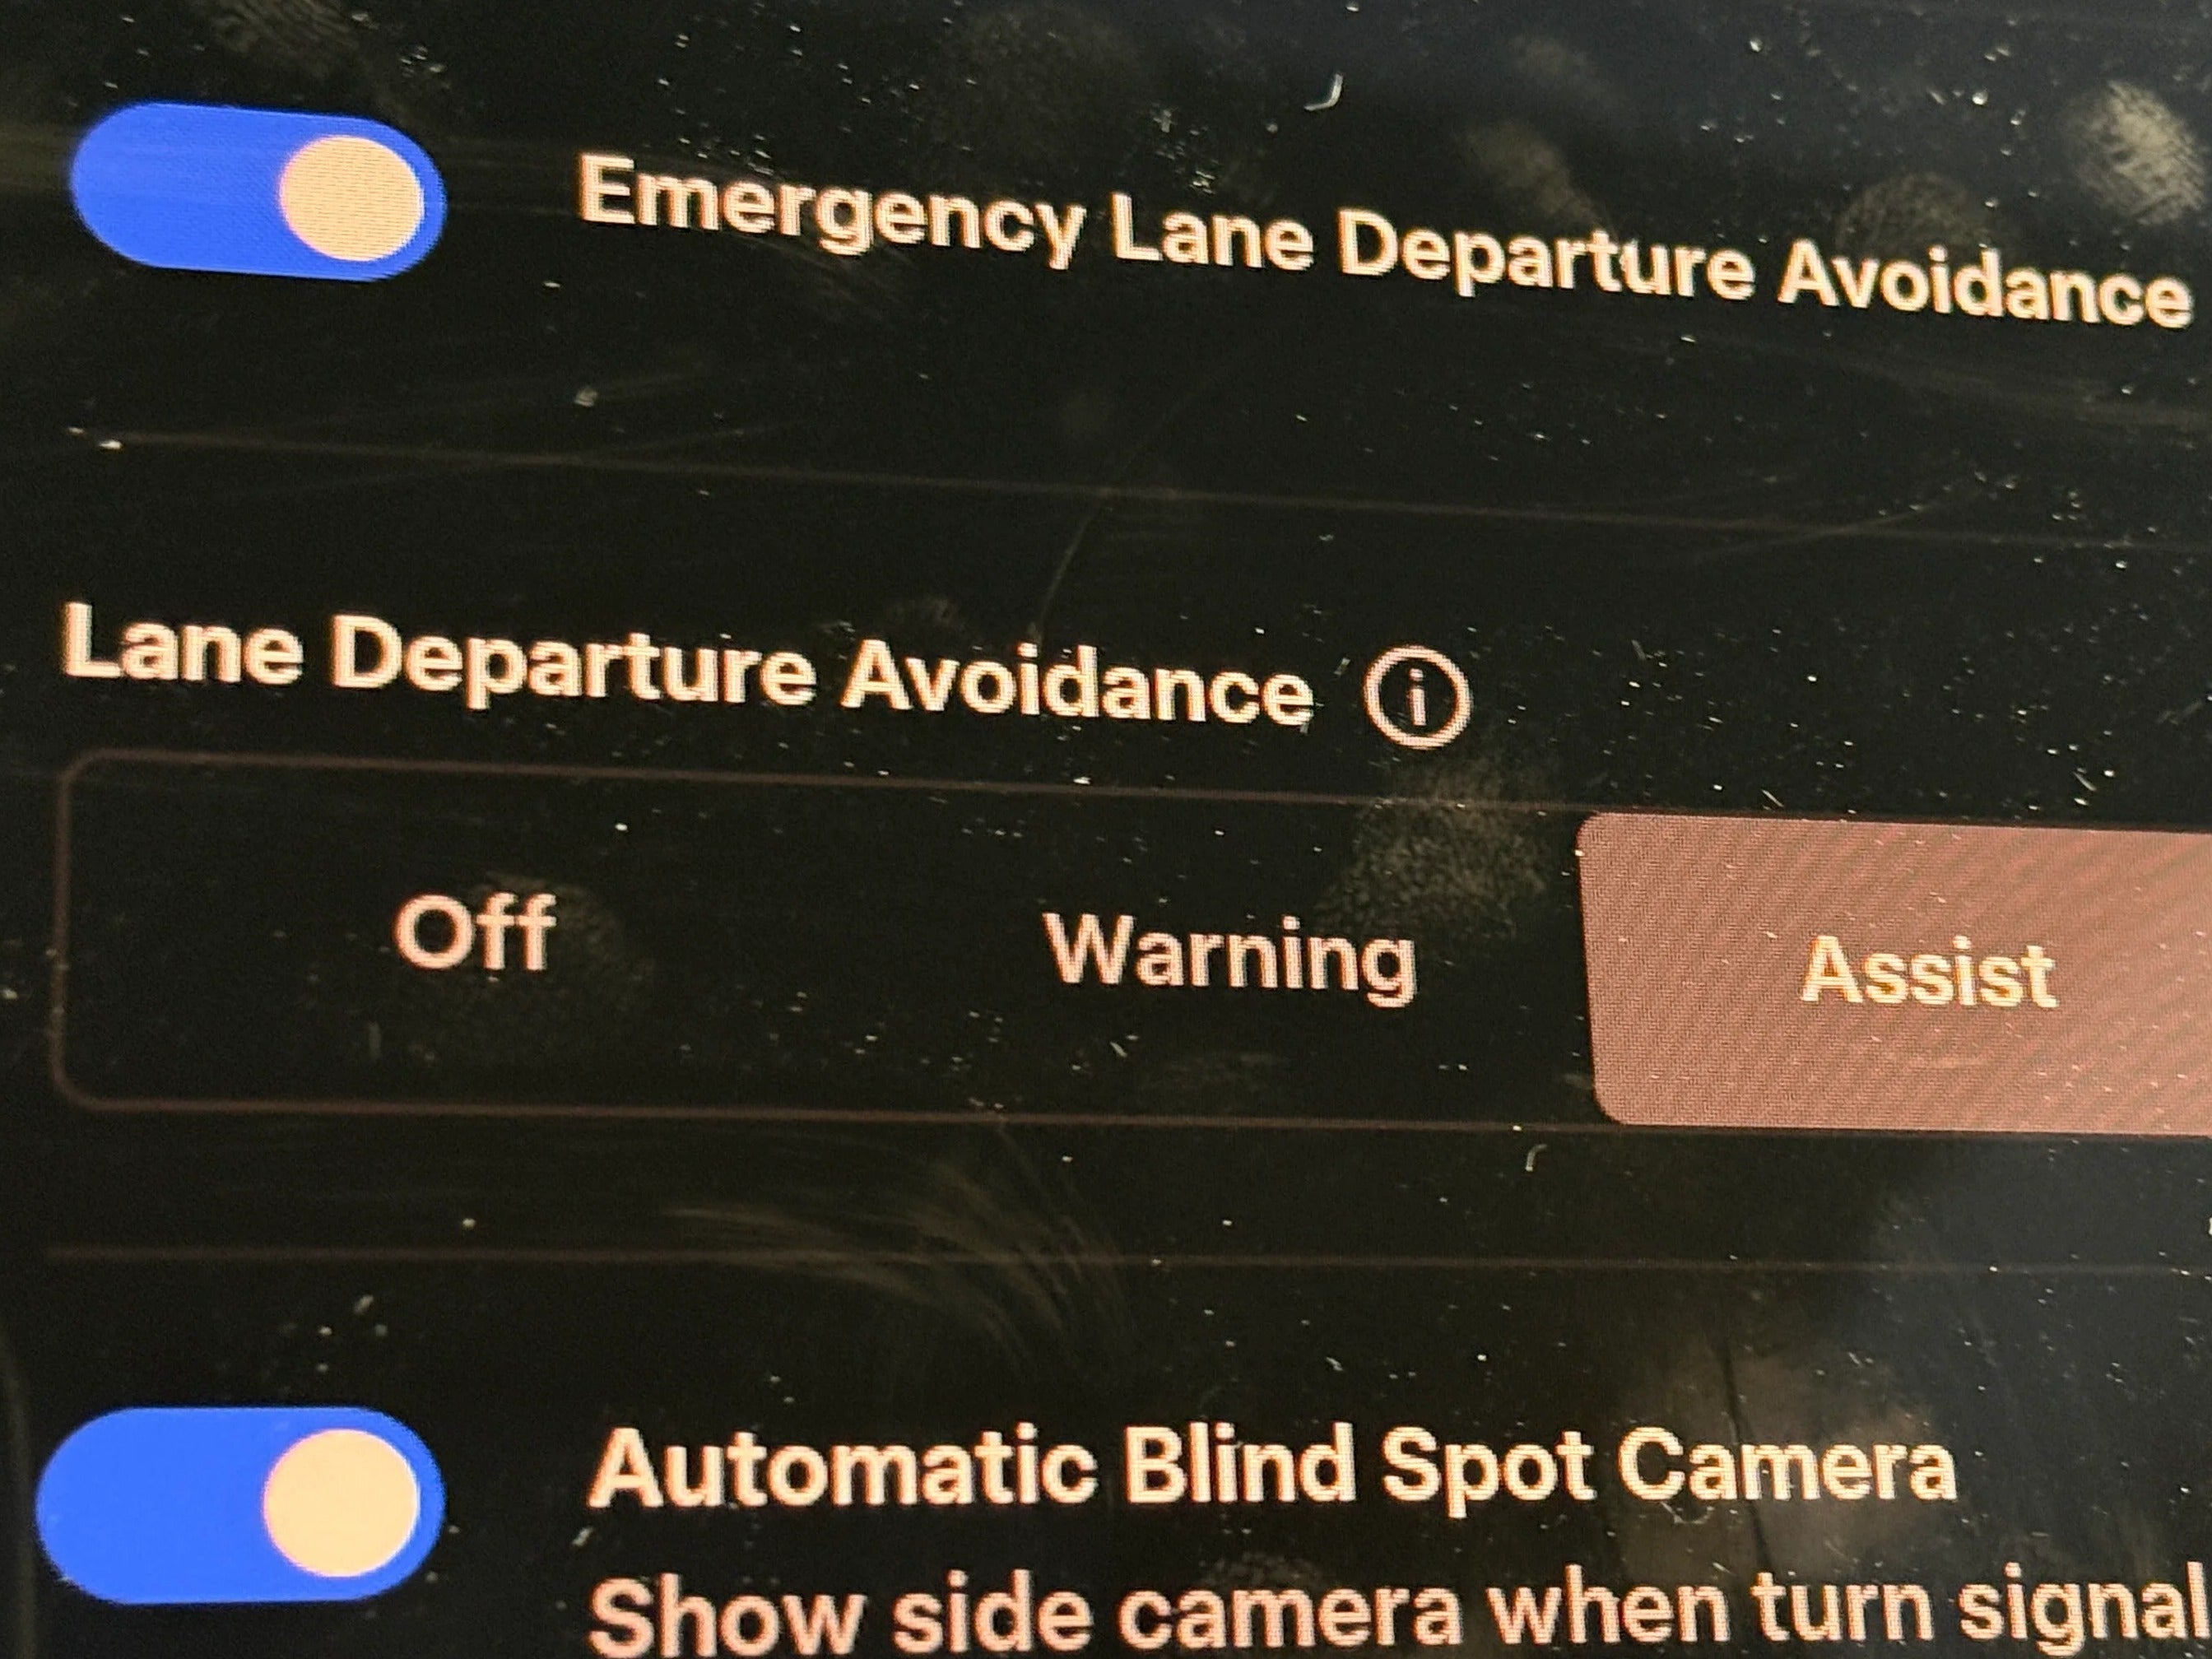 Emergency Lane Departure Avoidance
Lane Departure Avoidance
Off Warning Assist
Automatic Blind Spot Camera
Show side camera when turn signal